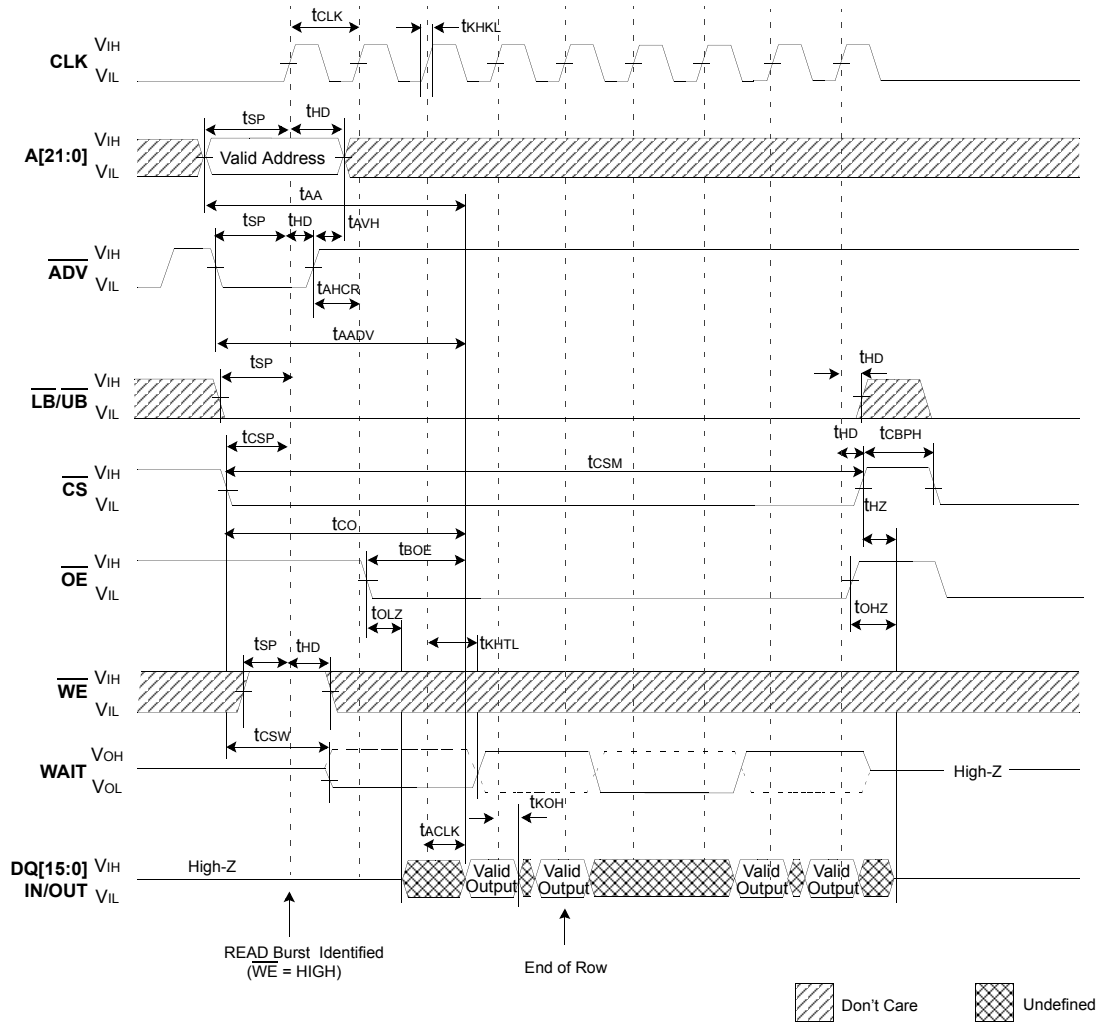 tCLK
tKHKL
CLK
VIH
VIL
tSP
tHD
A[21:0]
VIH
VIL
Valid Address
tAA
tSP
tHD
tAVH
ADV
VIH
VIL
tAHCR
tAADV
tSP
tHD
LB/UB
VIH
VIL
tCSP
tHD
tCBPH
tCSM
CS
VIH
VIL
tHZ
tCO
tBOE
OE
VIH
VIL
tOLZ
tOHZ
tKHTL
tSP
tHD
WE
VIH
VIL
tCSW
WAIT
VOH
VOL
High-Z
tKOH
tACLK
DQ[15:0]
IN/OUT
VIH
VIL
High-Z
Valid
Output
Valid
Output
Valid
Output
Valid
Output
READ Burst Identified
(WE = HIGH)
End of Row
Don't Care
Undefined